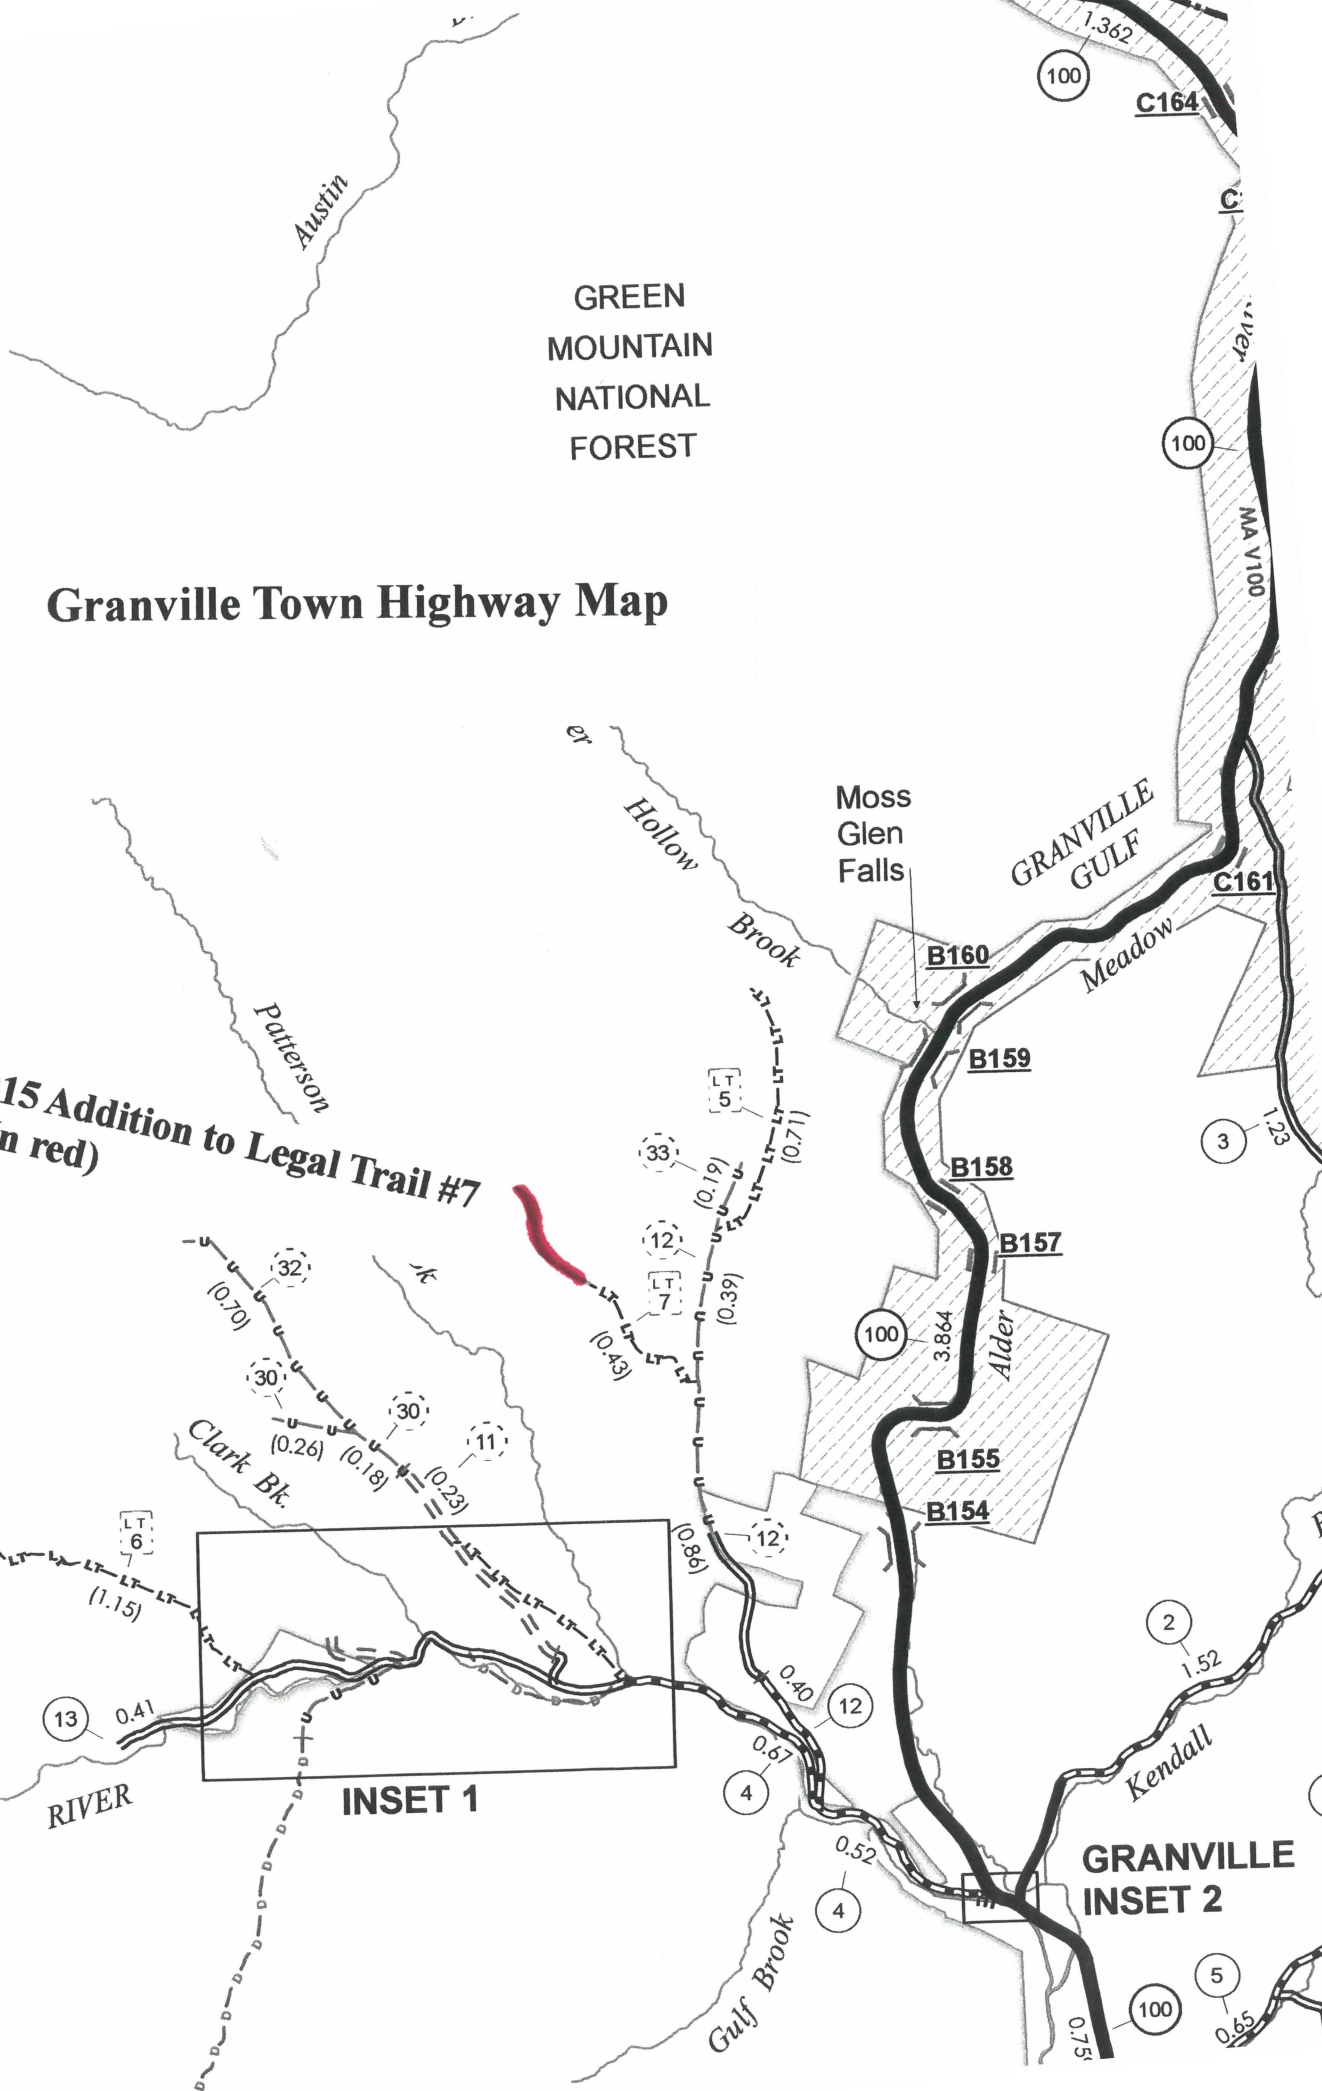 1.362
100
C164
Austin
GREEN
MOUNTAIN
NATIONAL
FOREST
100
MA V100
Granville Town Highway Map
er
Hollow
Brook
Moss
Glen
Falls
GRANVILLE
GULF
C161
Meadow
B160
B159
Patterson
LT
5
(0.71)
3
1.23
15 Addition to Legal Trail #7
n red)
33
(0.19)
B158
12
B157
LT
7
(0.39)
32
(0.70)
(0.43)
100
3.864
Alder
30
30
11
(0.26)
(0.18)
(0.23)
Clark Bk.
B155
B154
LT
6
(1.15)
(0.86)
12
2
1.52
Kendall
13
0.41
0.40
12
0.67
4
RIVER
INSET 1
0.52
4
GRANVILLE
INSET 2
Gulf Brook
5
0.65
100
0.75